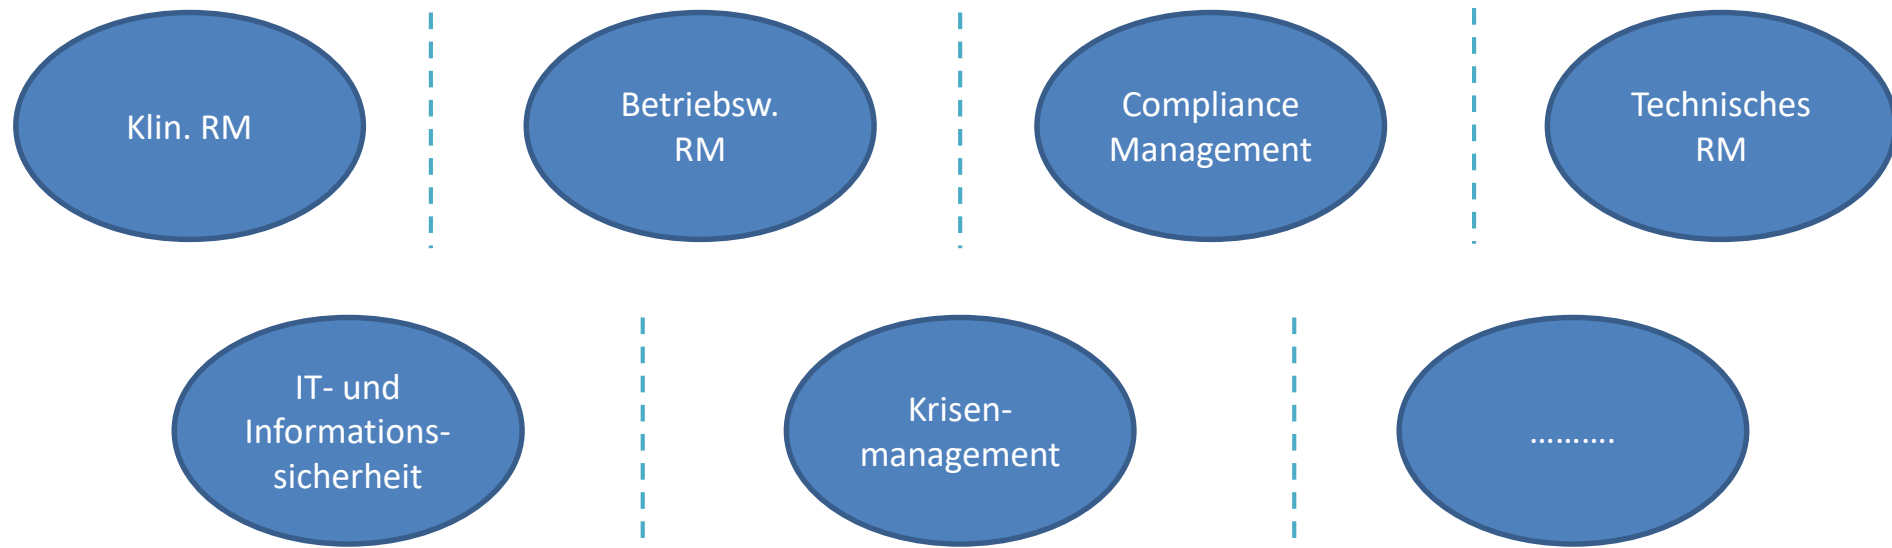 Klin. RM
Betriebsw.
RM
Compliance
Management
Technisches
RM
IT- und
Informations-
sicherheit
Krisen-
management
……….